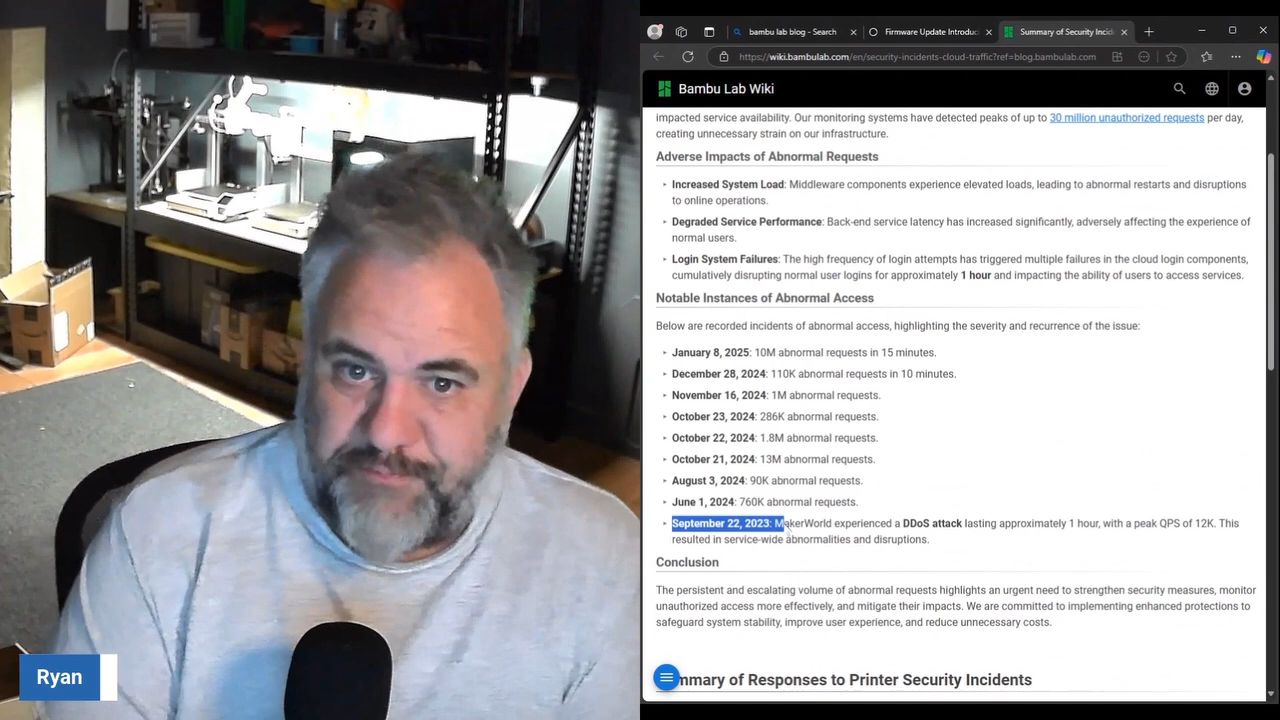 bambu lab blog - Search
Firmware Update Introduc
Summary of Security Incid
https://wiki.bambulab.com/en/security-incidents-cloud-traffic?ref=blog.bambulab.com
Bambu Lab Wiki
impacted service availability. Our monitoring systems have detected peaks of up to 30 million unauthorized requests per day,
creating unnecessary strain on our infrastructure.
Adverse Impacts of Abnormal Requests
Increased System Load: Middleware components experience elevated loads, leading to abnormal restarts and disruptions
to online operations.
Degraded Service Performance: Back-end service latency has increased significantly, adversely affecting the experience of
normal users.
Login System Failures: The high frequency of login attempts has triggered multiple failures in the cloud login components,
cumulatively disrupting normal user logins for approximately 1 hour and impacting the ability of users to access services.
Notable Instances of Abnormal Access
Below are recorded incidents of abnormal access, highlighting the severity and recurrence of the issue:
January 8, 2025: 10M abnormal requests in 15 minutes.
December 28, 2024: 110K abnormal requests in 10 minutes.
November 16, 2024: 1M abnormal requests.
October 23, 2024: 286K abnormal requests.
October 22, 2024: 1.8M abnormal requests.
October 21, 2024: 13M abnormal requests.
August 3, 2024: 90K abnormal requests.
June 1, 2024: 760K abnormal requests.
September 22, 2023: MakerWorld experienced a DDoS attack lasting approximately 1 hour, with a peak QPS of 12K. This
resulted in service-wide abnormalities and disruptions.
Conclusion
The persistent and escalating volume of abnormal requests highlights an urgent need to strengthen security measures, monitor
unauthorized access more effectively, and mitigate their impacts. We are committed to implementing enhanced protections to
safeguard system stability, improve user experience, and reduce unnecessary costs.
mmary of Responses to Printer Security Incidents
Ryan